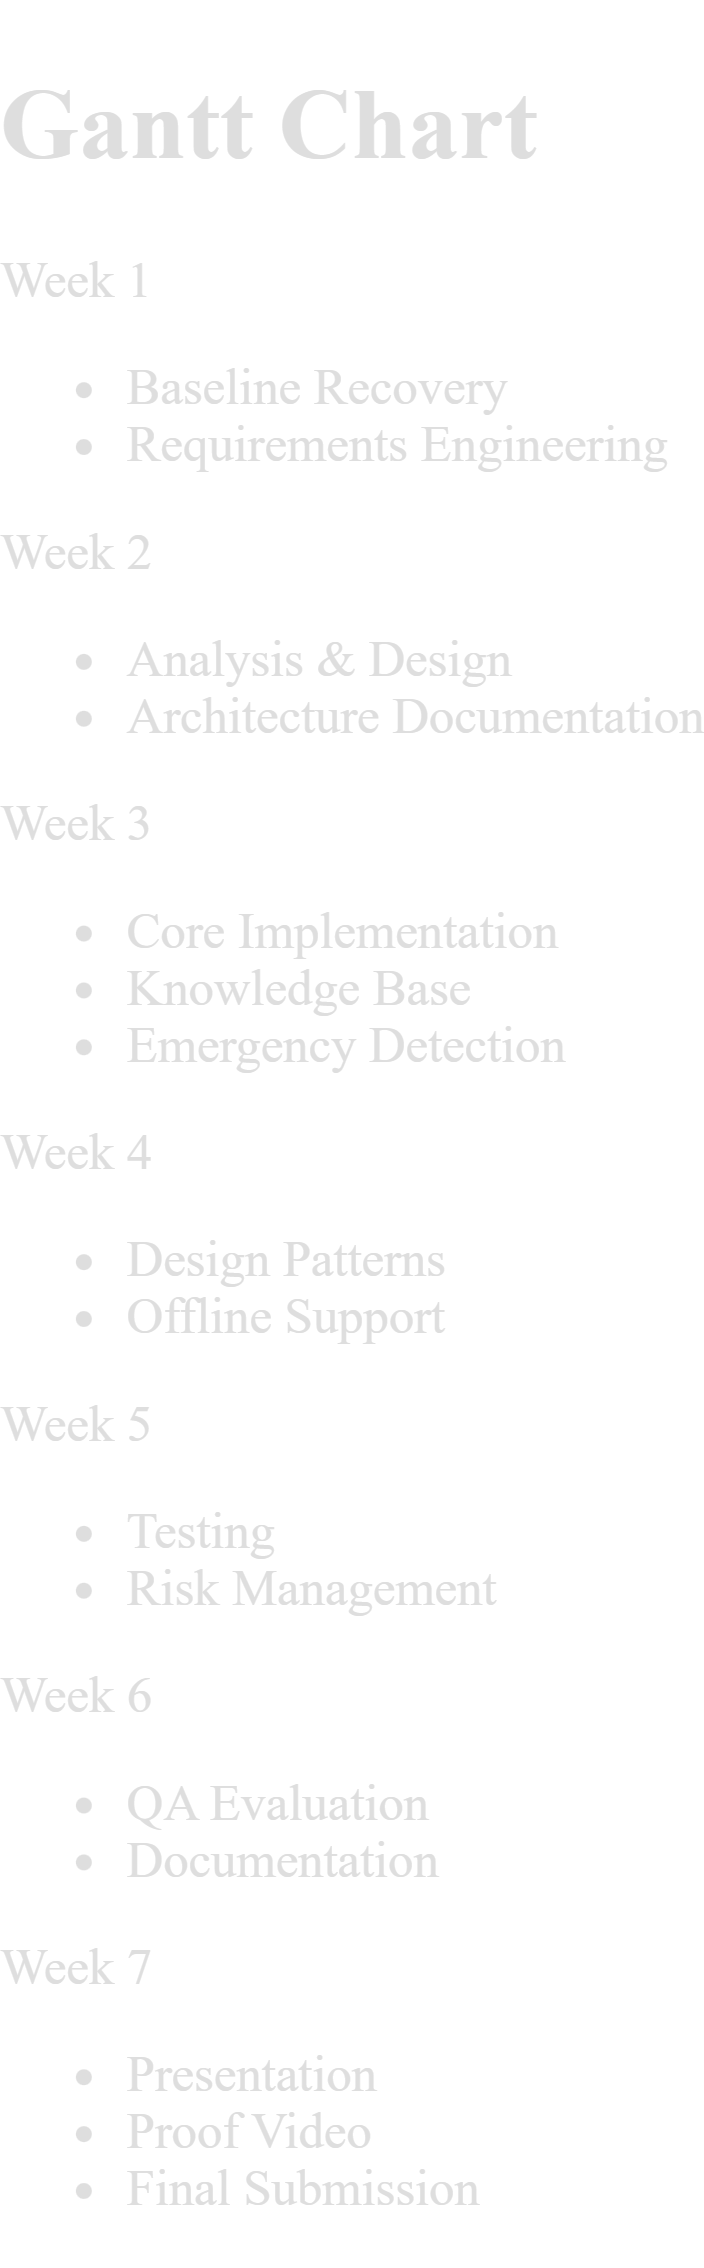 Gantt Chart
Week 1
• Baseline Recovery
• Requirements Engineering
Week 2
• Analysis & Design
• Architecture Documentation
Week 3
• Core Implementation
• Knowledge Base
• Emergency Detection
Week 4
• Design Patterns
• Offline Support
Week 5
• Testing
• Risk Management
Week 6
• QA Evaluation
• Documentation
Week 7
• Presentation
• Proof Video
• Final Submission